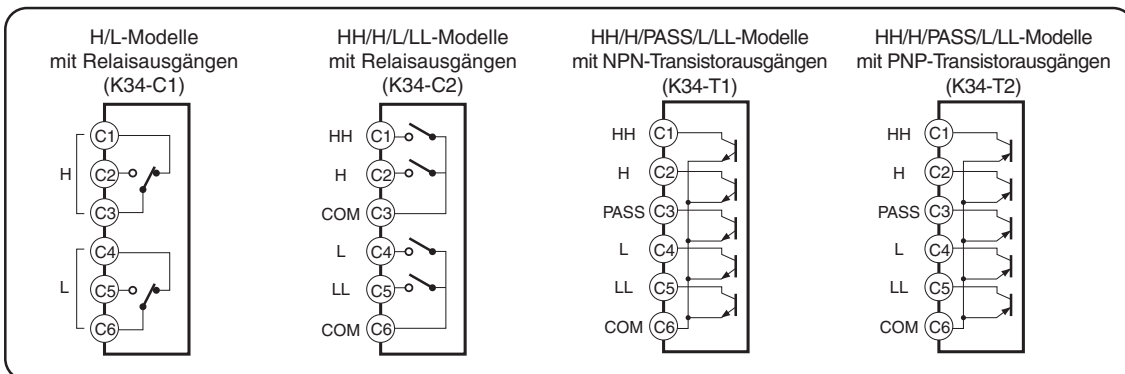 H/L-Modelle
mit Relaisausgängen
(K34-C1)
H
L
C1
C2
C3
C4
C5
C6
HH/H/L/LL-Modelle
mit Relaisausgängen
(K34-C2)
HH C1
H C2
COM C3
L C4
LL C5
COM C6
HH/H/PASS/L/LL-Modelle
mit NPN-Transistorausgängen
(K34-T1)
HH C1
H C2
PASS C3
L C4
LL C5
COM C6
HH/H/PASS/L/LL-Modelle
mit PNP-Transistorausgängen
(K34-T2)
HH C1
H C2
PASS C3
L C4
LL C5
COM C6